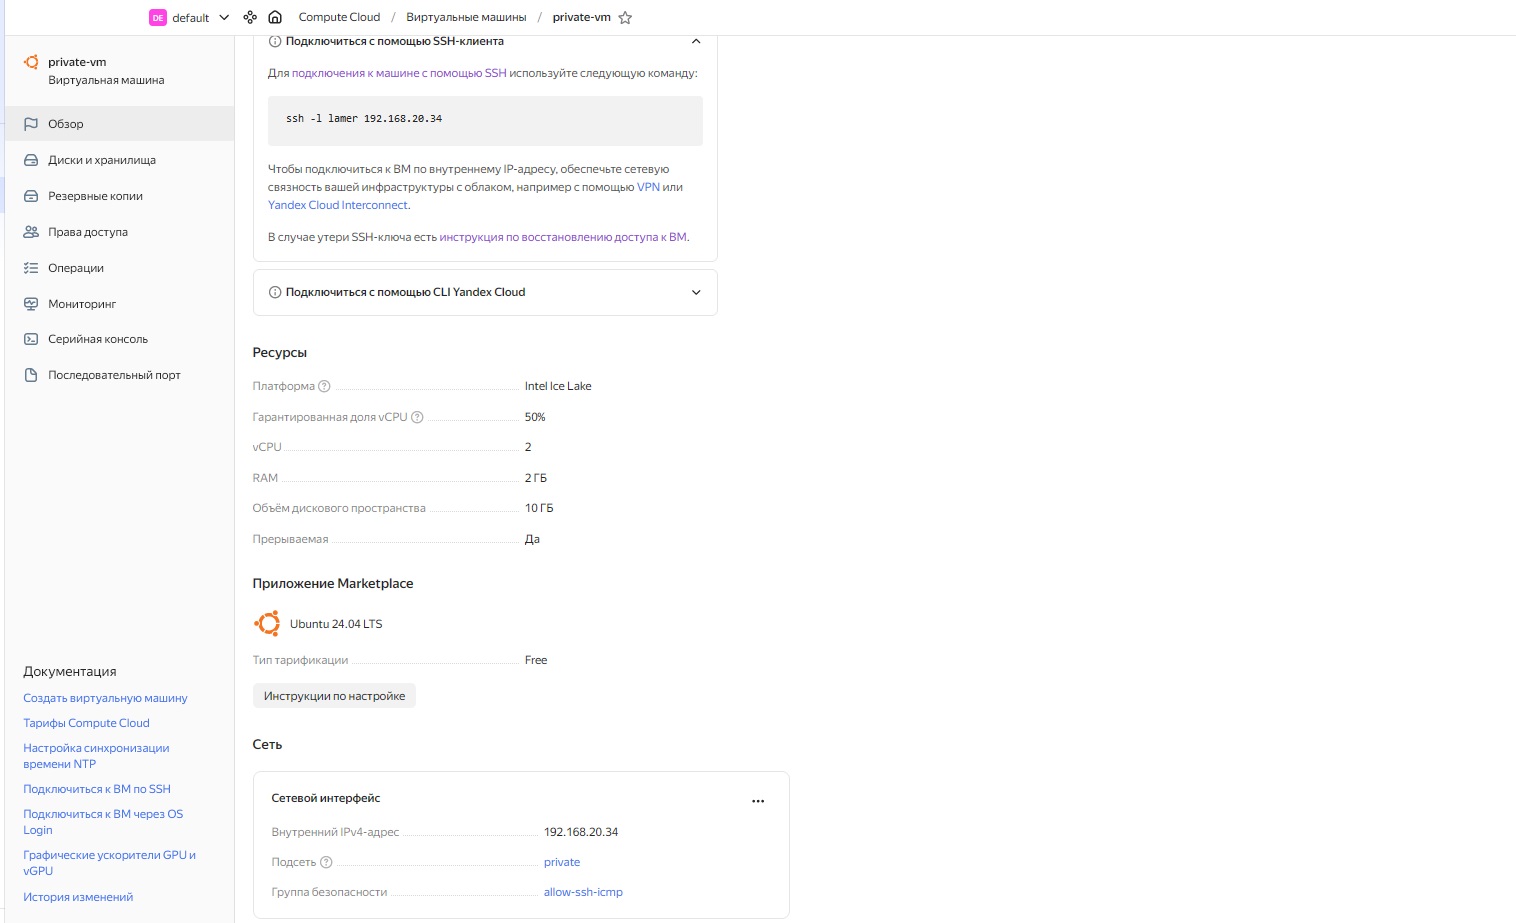 DE default Compute Cloud / Виртуальные машины / private-vm
private-vm
Виртуальная машина
Обзор
Диски и хранилища
Резервные копии
Права доступа
Операции
Мониторинг
Серийная консоль
Последовательный порт
Документация
Создать виртуальную машину
Тарифы Compute Cloud
Настройка синхронизации
времени NTP
Подключиться к ВМ по SSH
Подключиться к ВМ через OS
Login
Графические ускорители GPU и
vGPU
История изменений
Подключиться с помощью SSH-клиента
Для подключения к машине с помощью SSH используйте следующую команду:
ssh -l lamer 192.168.20.34
Чтобы подключиться к ВМ по внутреннему IP-адресу, обеспечьте сетевую
связность вашей инфраструктуры с облаком, например с помощью VPN или
Yandex Cloud Interconnect.
В случае утери SSH-ключа есть инструкция по восстановлению доступа к ВМ.
Подключиться с помощью CLI Yandex Cloud
Ресурсы
Платформа Intel Ice Lake
Гарантированная доля vCPU 50%
vCPU 2
RAM 2 ГБ
Объём дискового пространства 10 ГБ
Прерываемая Да
Приложение Marketplace
Ubuntu 24.04 LTS
Тип тарификации Free
Инструкции по настройке
Сеть
Сетевой интерфейс
Внутренний IPv4-адрес 192.168.20.34
Подсеть private
Группа безопасности allow-ssh-icmp